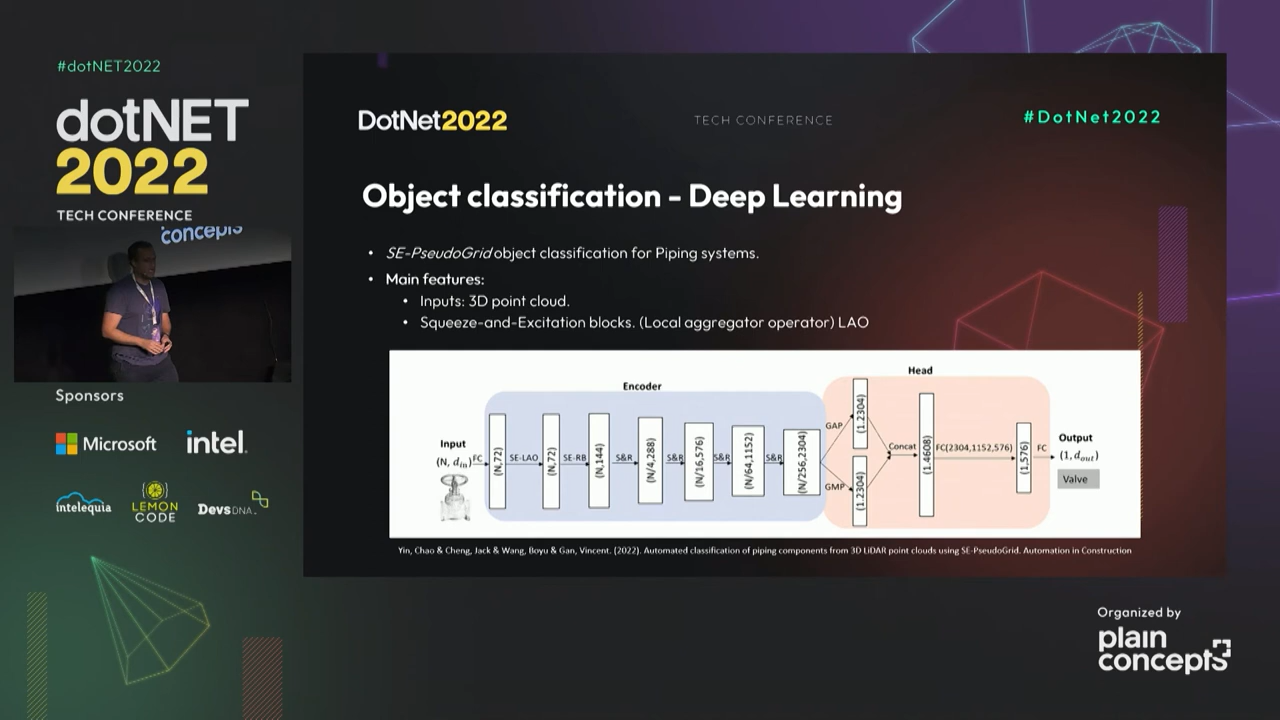 #dotNET2022
dotNET
2022
TECH CONFERENCE
concepts
Sponsors
Microsoft
intel.
intelequia
LEMON
CODE
DevsDNA
DotNet2022
TECH CONFERENCE
#DotNet2022
Object classification - Deep Learning
• SE-PseudoGrid object classification for Piping systems.
• Main features:
• Inputs: 3D point cloud.
• Squeeze-and-Excitation blocks. (Local aggregator operator) LAO
Encoder
Head
Input
(N, din)
FC
(N,72)
SE-LAO
(N,72)
SE-RB
(N,144)
S&R
(N/4,288)
S&R
(N/16,576)
S&R
(N/64,1152)
S&R
(N/256,2304)
GAP
(1.2304)
GMP
(1.2304)
Concat
(1.4608)
FC(2304,1152,576)
(1,576)
FC
Output
(1, dout)
Valve
Yin, Chao & Cheng, Jack & Wang, Boyu & Gan, Vincent. (2022). Automated classification of piping components from 3D LiDAR point clouds using SE-PseudoGrid. Automation in Construction
Organized by
plain
concepts